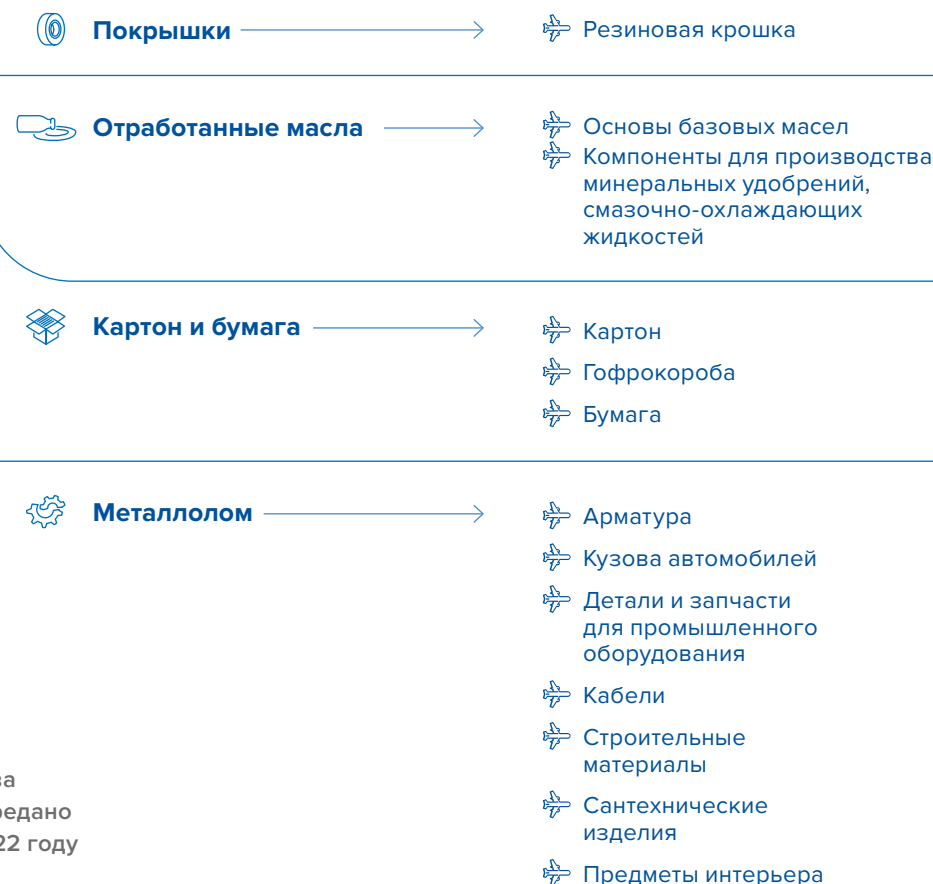 Покрышки
Резиновая крошка
Отработанные масла
Основы базовых масел
Компоненты для производства
минеральных удобрений,
смазочно-охлаждающих
жидкостей
Картон и бумага
Картон
Гофрокороба
Бумага
Металлолом
Арматура
Кузова автомобилей
Детали и запчасти
для промышленного
оборудования
Кабели
Строительные
материалы
Сантехнические
изделия
Предметы интерьера
году